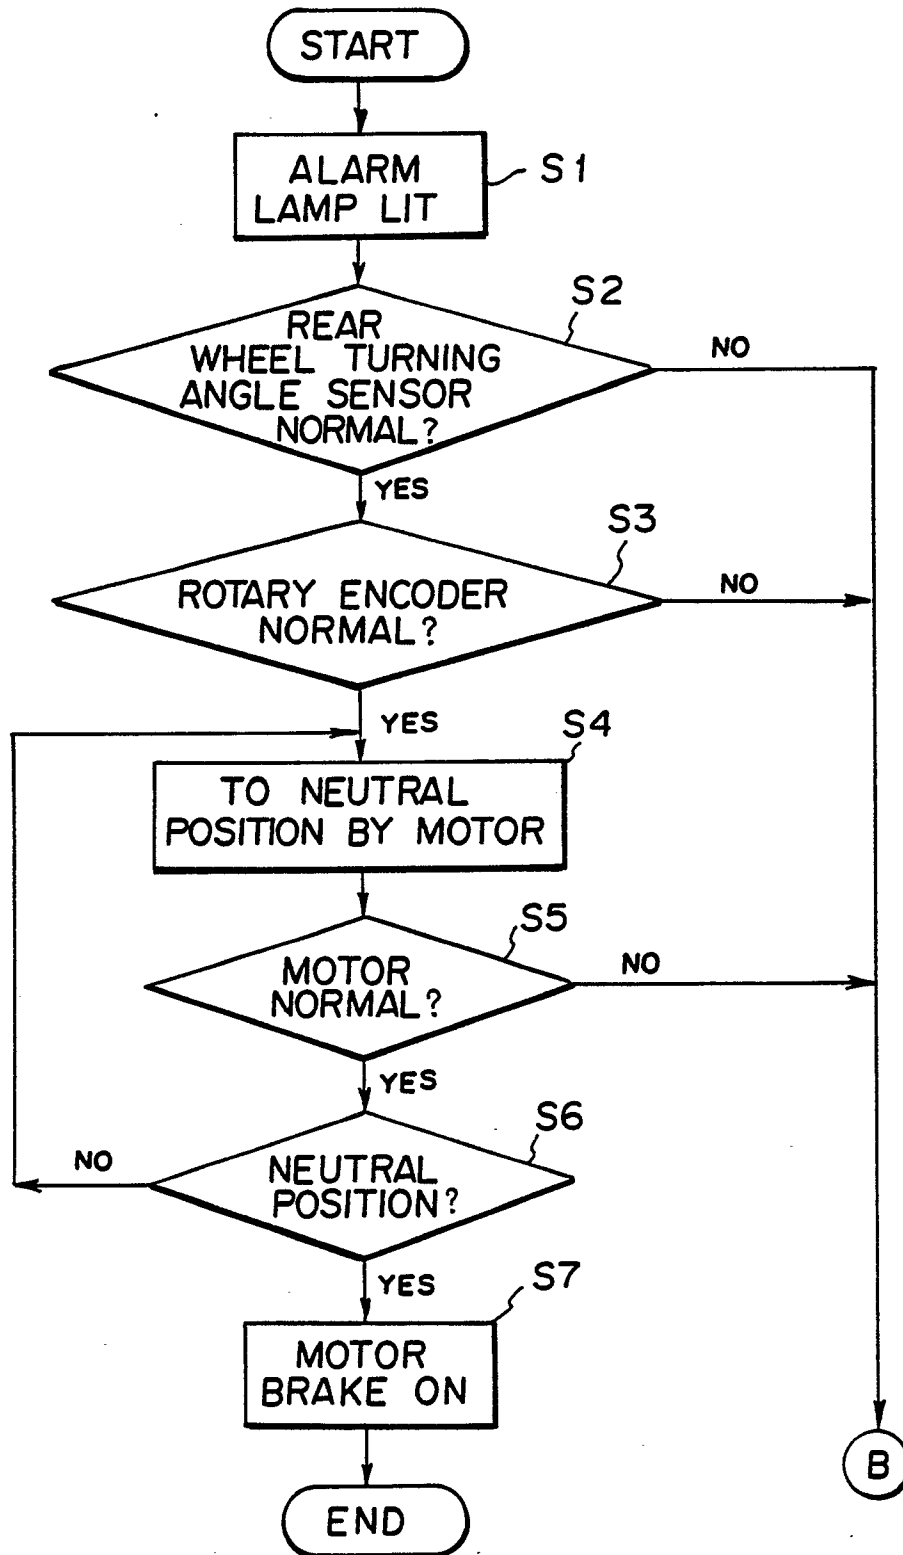 START
ALARM
LAMP LIT
S1
S2
REAR
WHEEL TURNING
ANGLE SENSOR
NORMAL?
NO
YES
S3
ROTARY ENCODER
NORMAL?
NO
YES
S4
TO NEUTRAL
POSITION BY MOTOR
S5
MOTOR
NORMAL?
NO
YES
S6
NEUTRAL
POSITION?
NO
YES
S7
MOTOR
BRAKE ON
B
END